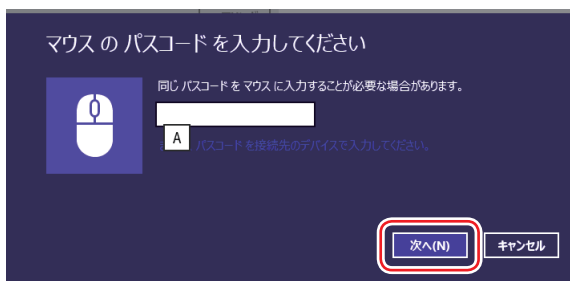 マウス の パスコード を入力してください
同じ パスコード を マウス に入力することが必要な場合があります。
A
パスコード を接続先のデバイスで入力してください。
次へ(N)
キャンセル